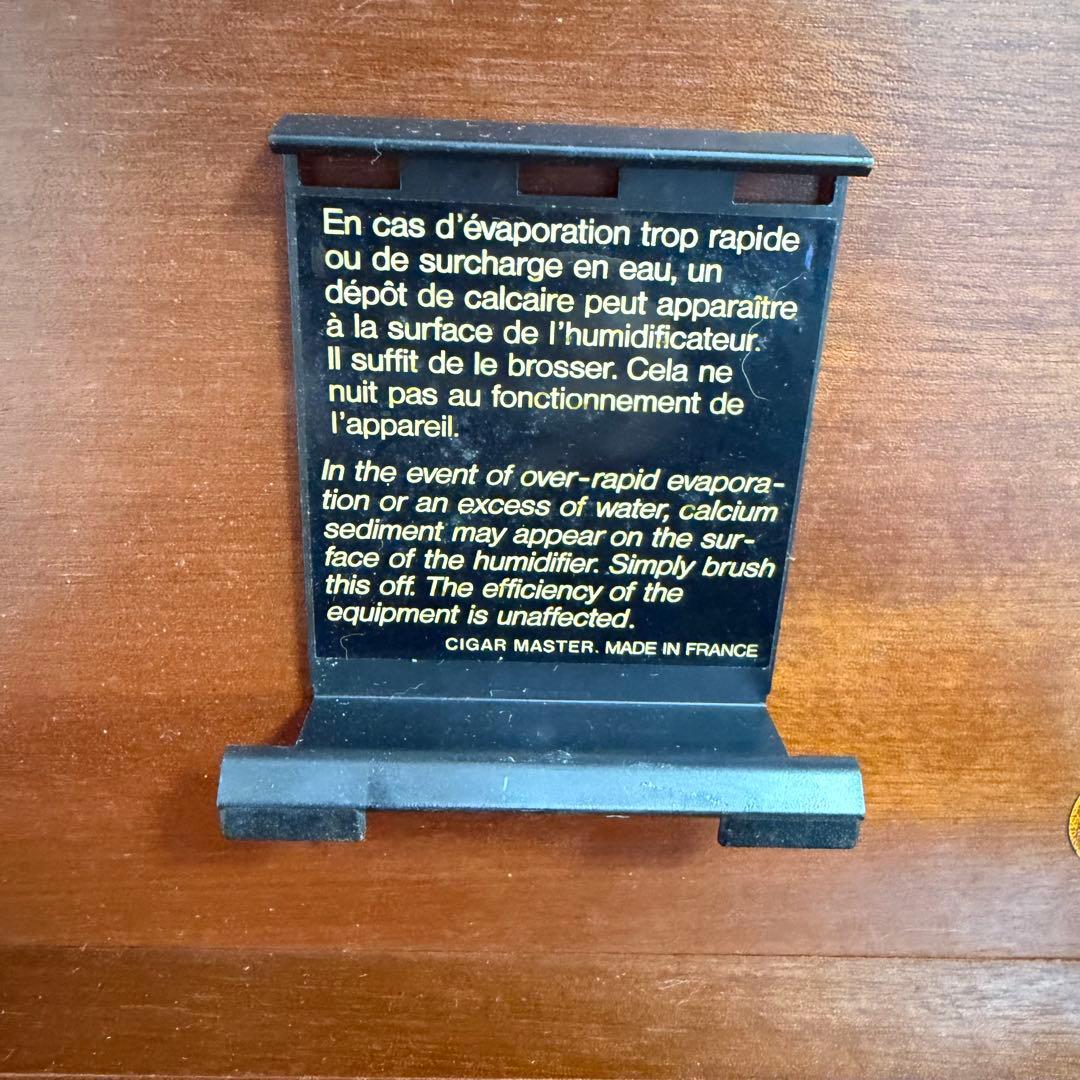 En cas d'évaporation trop rapide
ou de surcharge en eau, un
dépôt de calcaire peut apparaître
à la surface de l'humidificateur.
Il suffit de le brosser. Cela ne
nuit pas au fonctionnement de
l'appareil.
In the event of over-rapid evapora-
tion or an excess of water, calcium
sediment may appear on the sur-
face of the humidifier. Simply brush
this off. The efficiency of the
equipment is unaffected.
CIGAR MASTER. MADE IN FRANCE